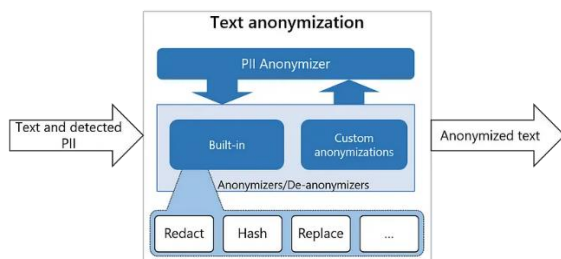 Text anonymization
PII Anonymizer
Text and detected
PII
Built-in
Custom
anonymizations
Anonymized text
Anonymizers/De-anonymizers
Redact
Hash
Replace
...